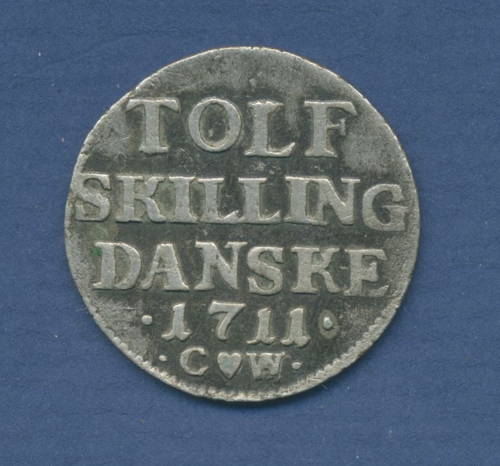 TOLF
SKILLING
DANSKE
·1711·
·C♥W·